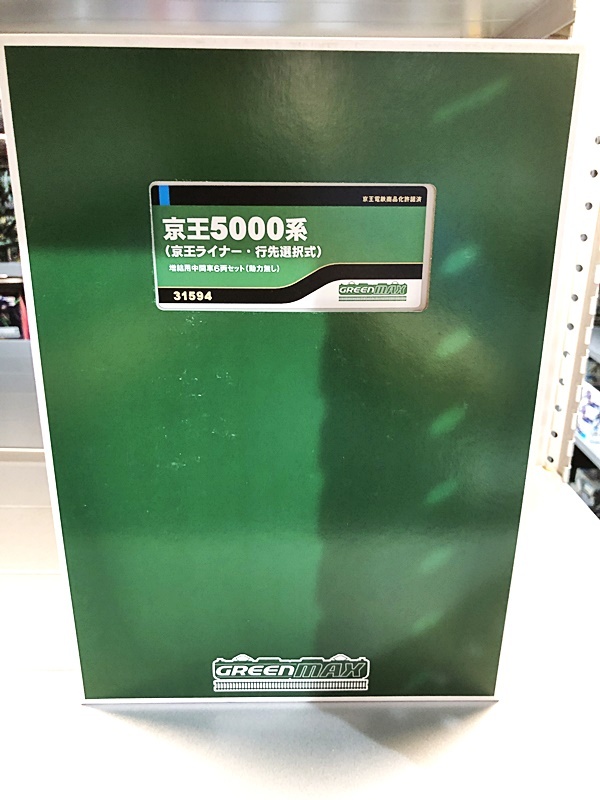 京王電鉄商品化許諾済
京王5000系
(京王ライナー・行先選択式)
増結用中間車6両セット(動力無し)
31594
GREENMAX
GREENMAX